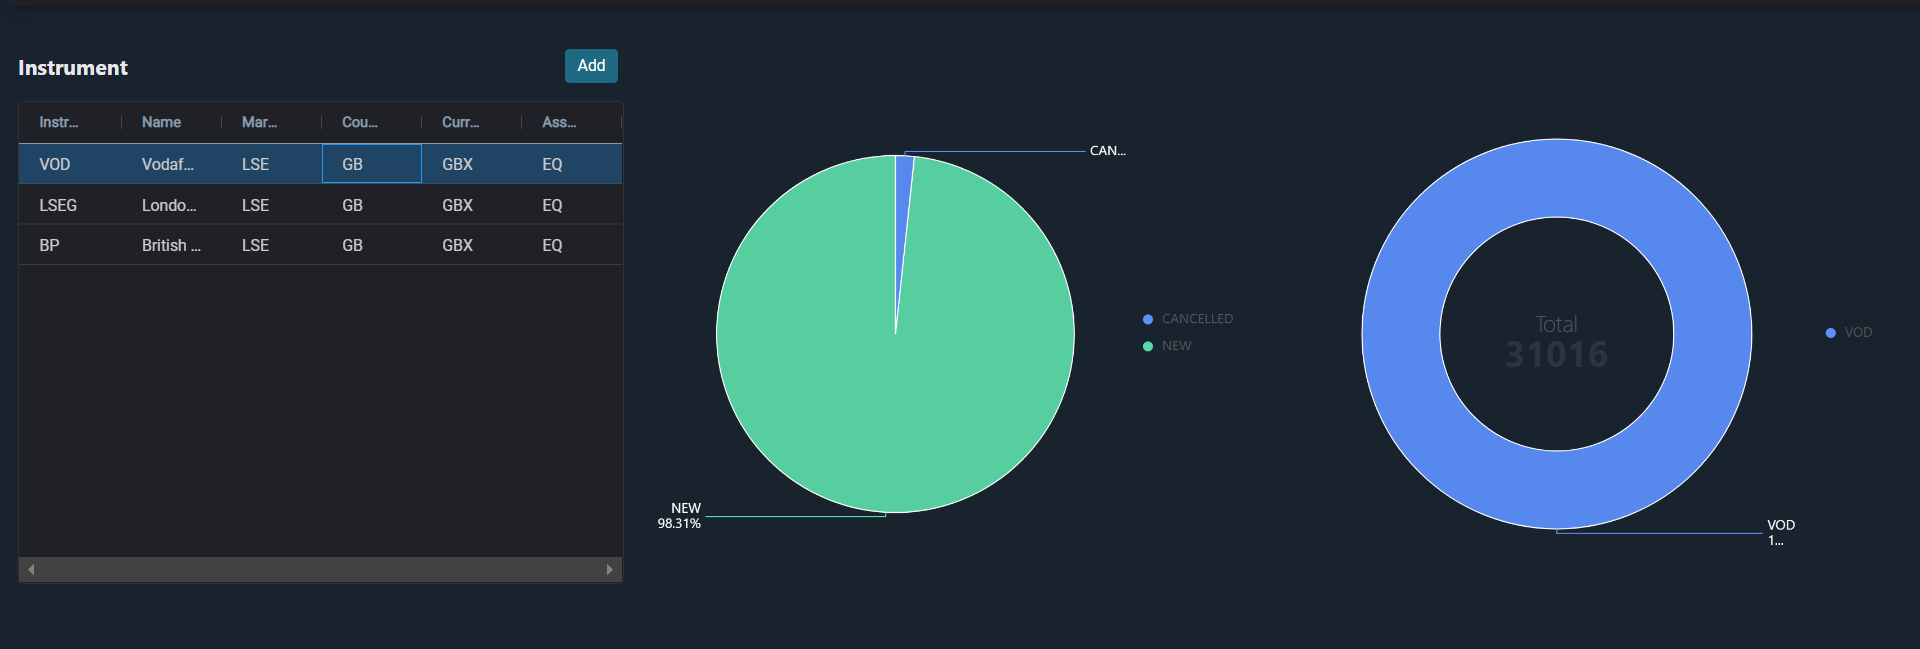 Instrument
Add
Instr... Name Mar... Cou... Curr... Ass...
VOD Vodaf... LSE GB GBX EQ
LSEG Londo... LSE GB GBX EQ
BP British ... LSE GB GBX EQ
CAN...
NEW
98.31%
CANCELLED
NEW
Total
31016
VOD
1...
VOD